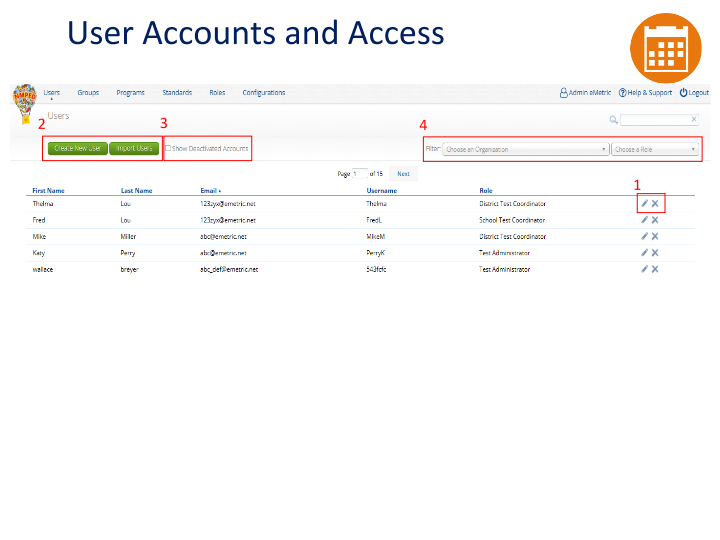 User Accounts and Access
Users Groups Programs Standards Roles Configurations Admin eMetric Help & Support Logout
Users
2 3 4
Create New User Import Users Show Deactivated Accounts Filter: Choose an Organization Choose a Role
Page 1 of 15 Next
1
First Name Last Name Email Username Role
Thelma Lou 123zyx@emetric.net Thelma District Test Coordinator
Fred Lou 123zyx@emetric.net FredL School Test Coordinator
Mike Miller abc@emetric.net MikeM District Test Coordinator
Katy Perry abc@emetric.net PerryK Test Administrator
wallace breyer abc_def@emetric.net 543fcfc Test Administrator